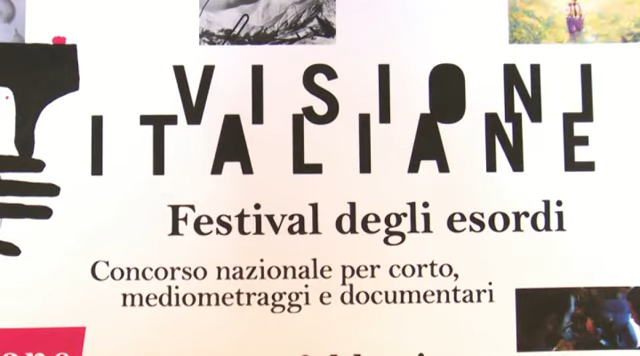 VISIONI
ITALIANE
Festival degli esordi
Concorso nazionale per corto,
mediometraggi e documentari